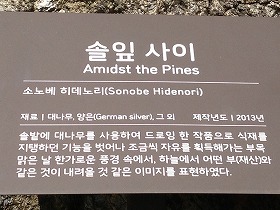 솔잎 사이
Amidst the Pines
소노베 히데노리(Sonobe Hidenori)
재료 | 대나무, 양은(German silver), 그 외 제작년도 | 2013년
솔밭에 대나무를 사용하여 드로잉 한 작품으로 식재를
지탱하던 기능을 벗어나 조금씩 자유를 획득해가는 부목
맑은 날 한가로운 풍경 속에서, 하늘에서 어떤 부(재산)와
같은 것이 내려올 것 같은 이미지를 표현하였다.